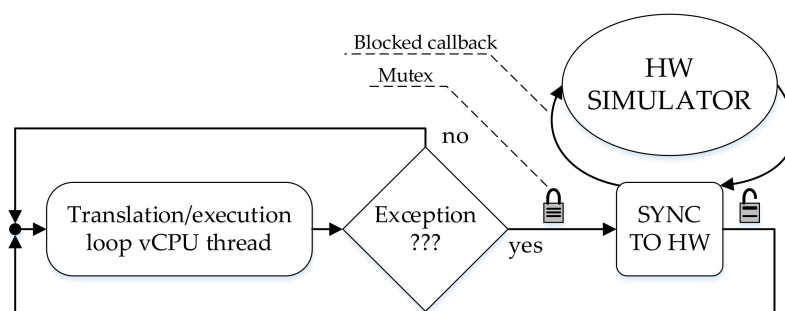 Blocked callback
Mutex
HW
SIMULATOR
no
Translation/execution
loop vCPU thread
Exception
???
yes
SYNC
TO HW